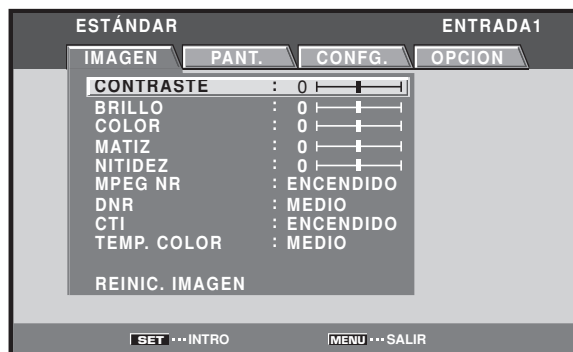 ESTÁNDAR ENTRADA1
IMAGEN PANT. CONFG. OPCION
CONTRASTE : 0
BRILLO : 0
COLOR : 0
MATIZ : 0
NITIDEZ : 0
MPEG NR : ENCENDIDO
DNR : MEDIO
CTI : ENCENDIDO
TEMP. COLOR : MEDIO
REINIC. IMAGEN
SET ··· INTRO MENU ··· SALIR